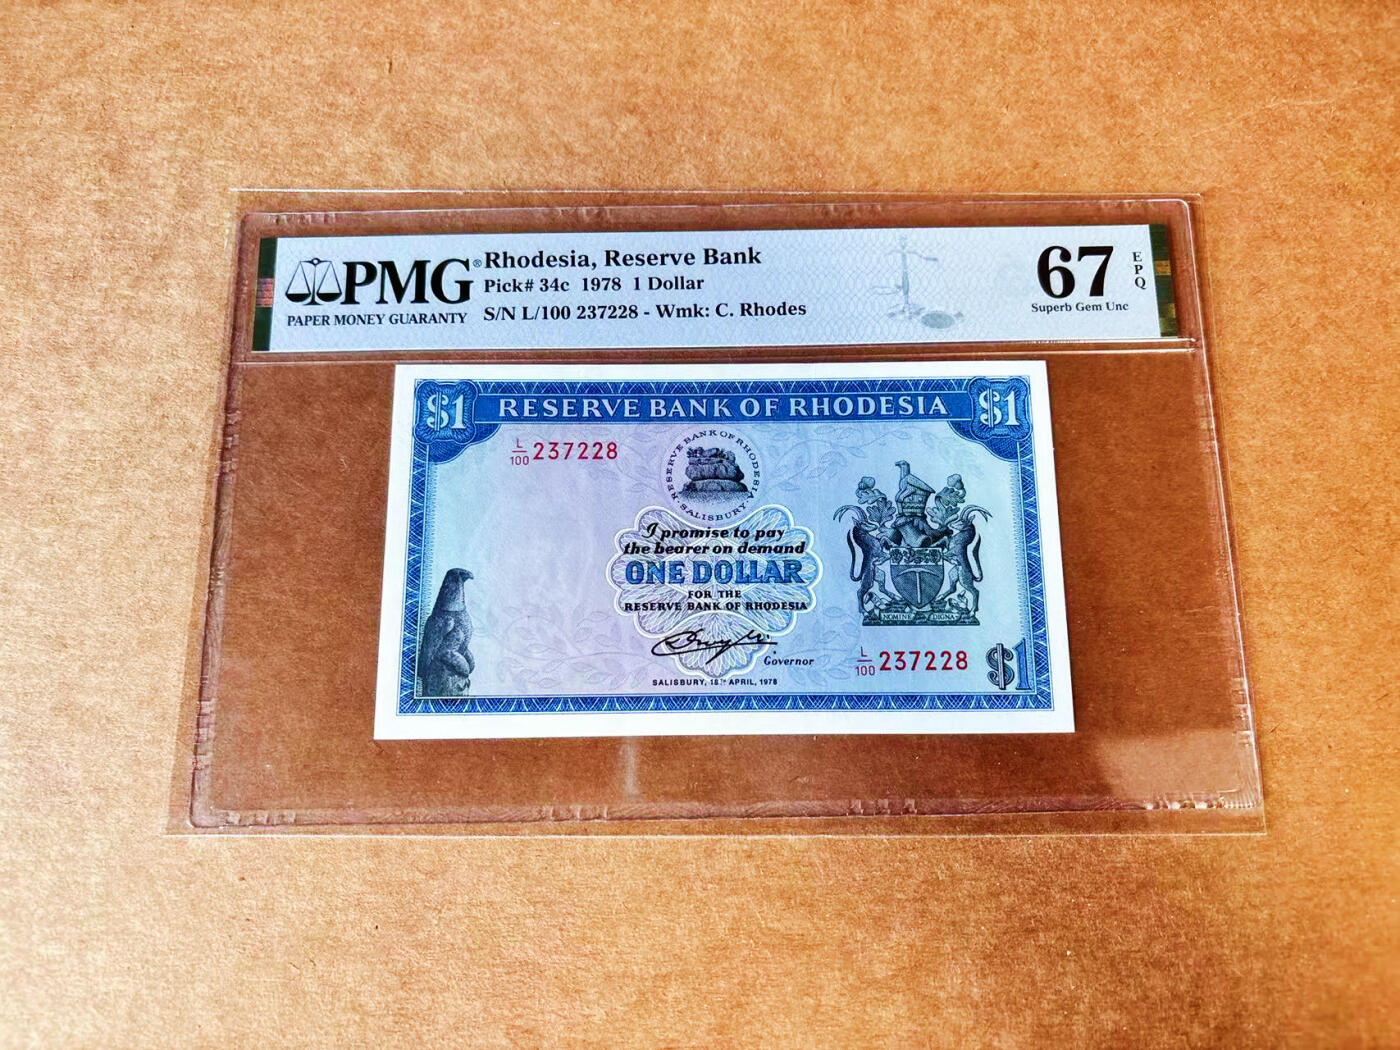 PMG®
PAPER MONEY GUARANTY
Rhodesia, Reserve Bank
Pick# 34c 1978 1 Dollar
S/N L/100 237228 - Wmk: C. Rhodes
67 EPQ
Superb Gem Unc
$1 RESERVE BANK OF RHODESIA $1
L/100 237228
RESERVE BANK OF RHODESIA · SALISBURY ·
I promise to pay
the bearer on demand
ONE DOLLAR
FOR THE
RESERVE BANK OF RHODESIA
NOMINE DIGNA
Governor
L/100 237228
$1
SALISBURY, 18TH APRIL, 1978